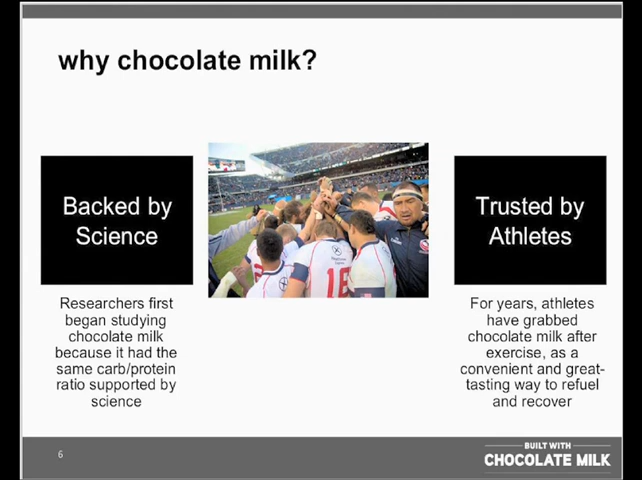 why chocolate milk?
Backed by
Science
Trusted by
Athletes
Researchers first
began studying
chocolate milk
because it had the
same carb/protein
ratio supported by
science
For years, athletes
have grabbed
chocolate milk after
exercise, as a
convenient and great-
tasting way to refuel
and recover
6
BUILT WITH
CHOCOLATE MILK
16